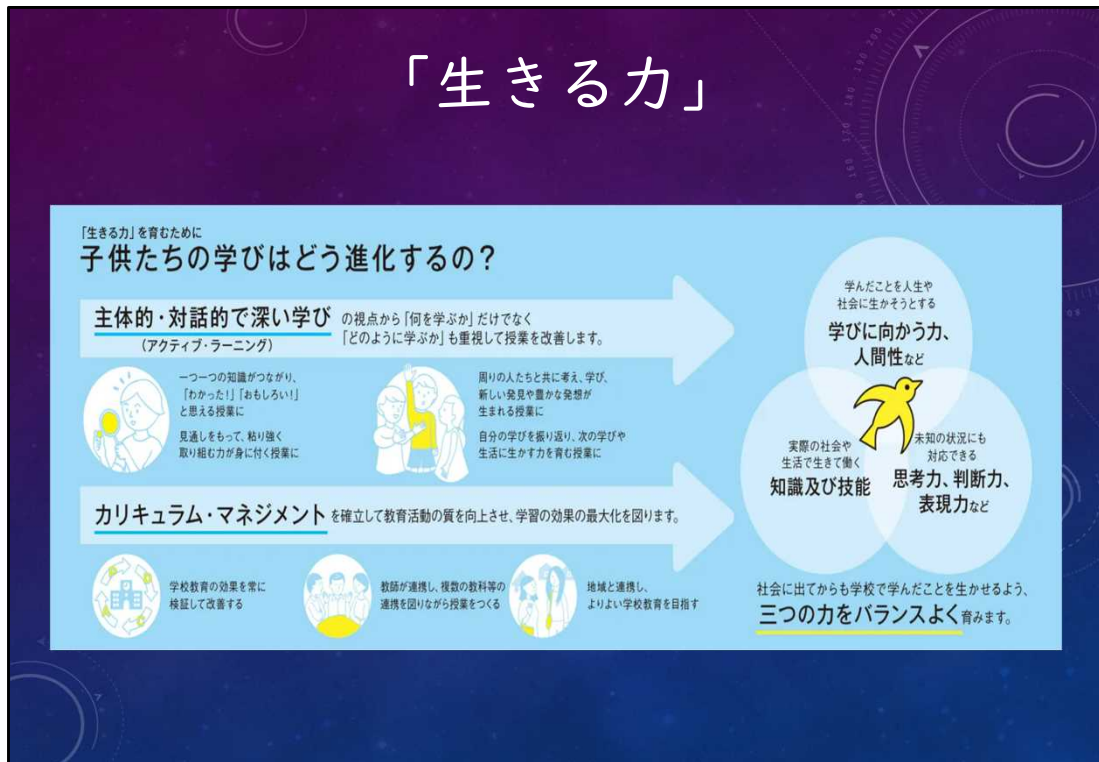 「生きる力」
「生きる力」を育むために
子供たちの学びはどう進化するの？
主体的・対話的で深い学び
（アクティブ・ラーニング）
の視点から「何を学ぶか」だけでなく
「どのように学ぶか」も重視して授業を改善します。
一つ一つの知識がつながり、
「わかった！」「おもしろい！」
と思える授業に
見通しをもって、粘り強く
取り組む力が身に付く授業に
周りの人たちと共に考え、学び、
新しい発見や豊かな発想が
生まれる授業に
自分の学びを振り返り、次の学びや
生活に生かす力を育む授業に
カリキュラム・マネジメント を確立して教育活動の質を向上させ、学習の効果の最大化を図ります。
学校教育の効果を常に
検証して改善する
教師が連携し、複数の教科等の
連携を図りながら授業をつくる
地域と連携し、
よりよい学校教育を目指す
学んだことを人生や
社会に生かそうとする
学びに向かう力、
人間性など
実際の社会や
生活で生きて働く
知識及び技能
未知の状況にも
対応できる
思考力、判断力、
表現力など
社会に出てからも学校で学んだことを生かせるよう、
三つの力をバランスよく育みます。